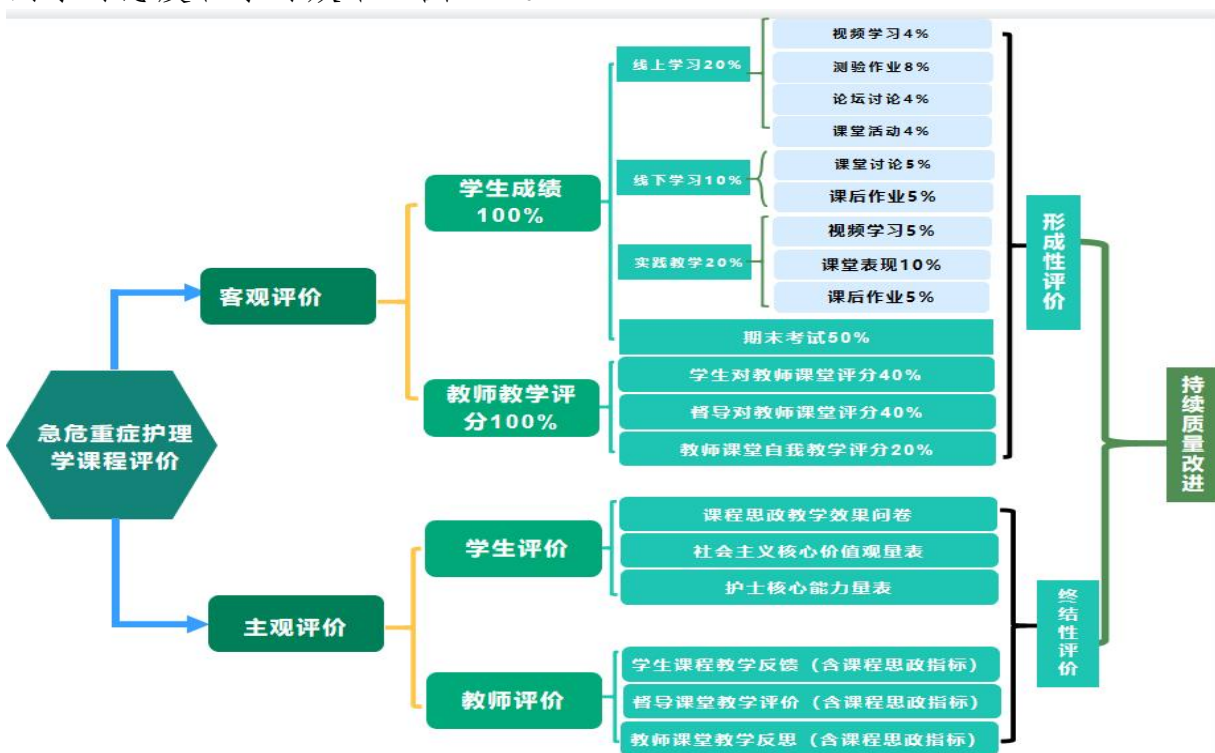 视频学习4%
线上学习20%
测验作业8%
论坛讨论4%
课堂活动4%
课堂讨论5%
线下学习10%
课后作业5%
学生成绩
100%
视频学习5%
实践教学20%
课堂表现10%
课后作业5%
形成性评价
客观评价
期末考试50%
教师教学评
分100%
学生对教师课堂评分40%
督导对教师课堂评分40%
教师课堂自我教学评分20%
急危重症护理
学课程评价
持续质量改进
学生评价
课程思政教学效果问卷
社会主义核心价值观量表
护士核心能力量表
主观评价
终结性评价
教师评价
学生课程教学反馈（含课程思政指标）
督导课堂教学评价（含课程思政指标）
教师课堂教学反思（含课程思政指标）